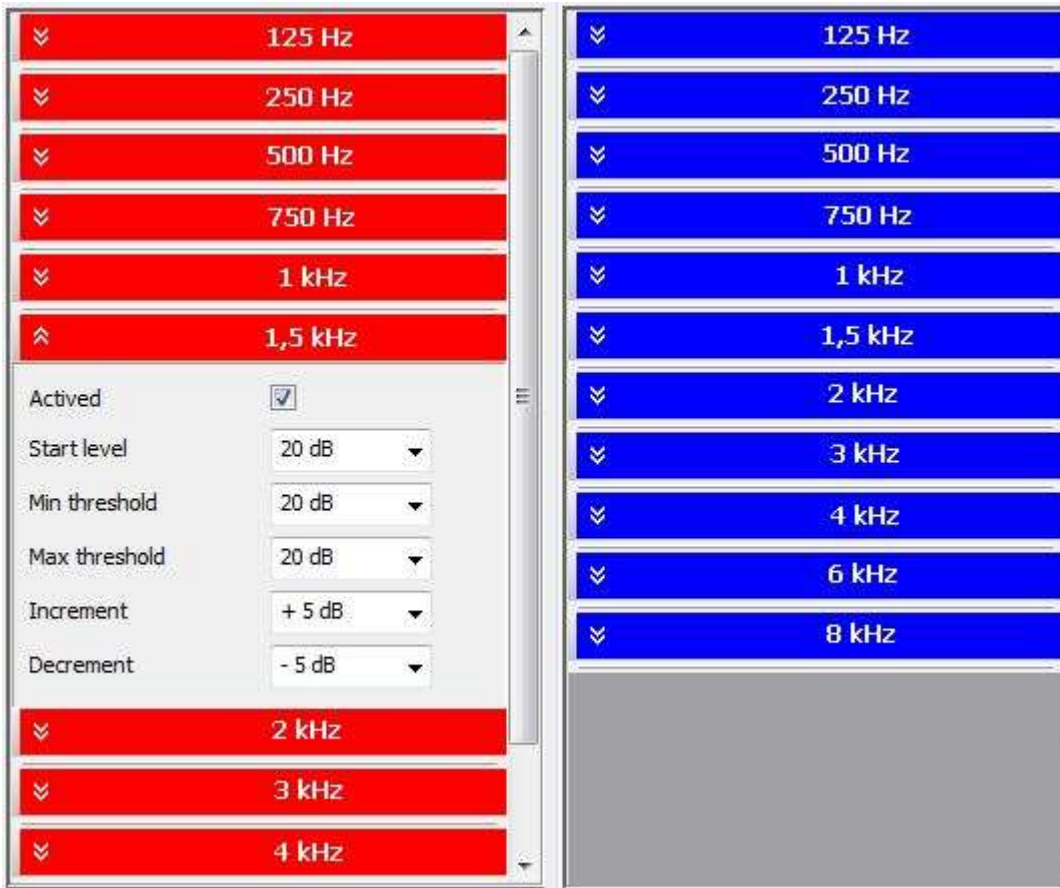 125 Hz
250 Hz
500 Hz
750 Hz
1 kHz
1,5 kHz
Actived
Start level 20 dB
Min threshold 20 dB
Max threshold 20 dB
Increment + 5 dB
Decrement - 5 dB
2 kHz
3 kHz
4 kHz
125 Hz
250 Hz
500 Hz
750 Hz
1 kHz
1,5 kHz
2 kHz
3 kHz
4 kHz
6 kHz
8 kHz